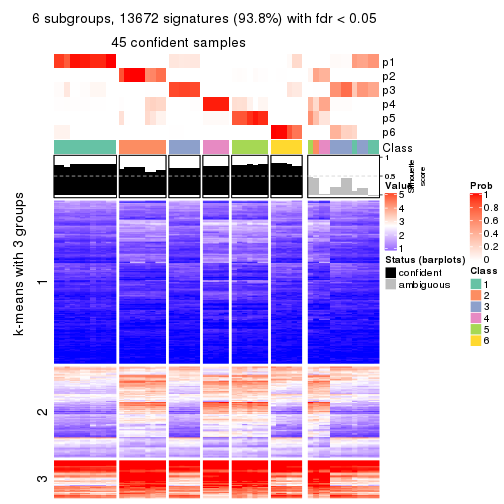 6 subgroups, 13672 signatures (93.8%) with fdr < 0.05
45 confident samples
p1
p2
p3
p4
p5
p6
Class
1
0.5
0
Silhouette
score
k-means with 3 groups
1
2
3
Value
5
4
3
2
1
Status (barplots)
confident
ambiguous
Prob
1
0.8
0.6
0.4
0.2
0
Class
1
2
3
4
5
6